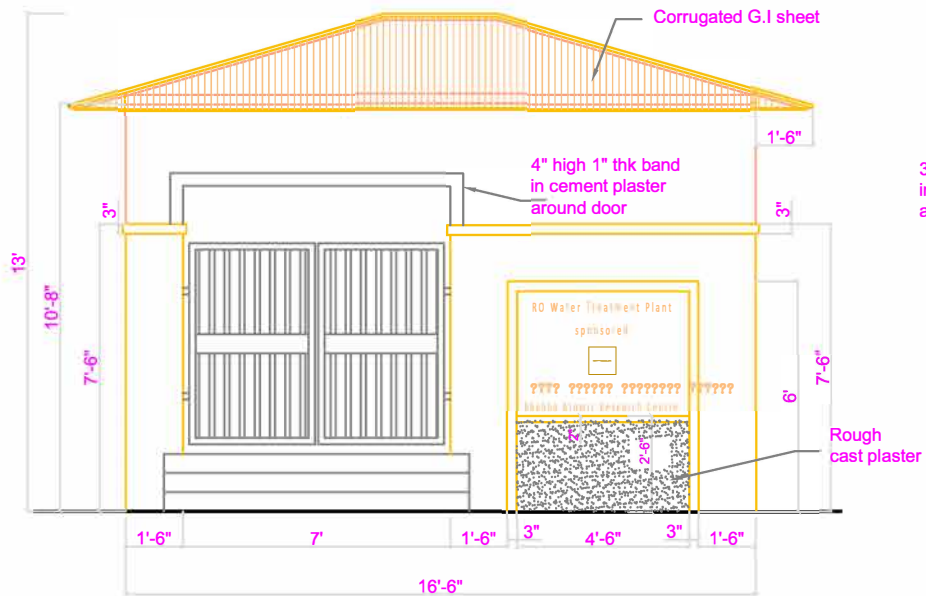 Corrugated G.I sheet
1'-6"
4" high 1" thk band
in cement plaster
around door
3"
3"
13'
10'-8"
7'-6"
7'-6"
6'
RO Water Treatment Plant
sponsored
???? ?????? ???????? ??????
2"
2'-6"
Rough
cast plaster
1'-6"
7'
1'-6"
3"
4'-6"
3"
1'-6"
16'-6"